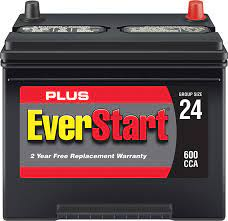 PLUS
GROUP SIZE
24
EverStart
2 Year Free Replacement Warranty
600
CCA